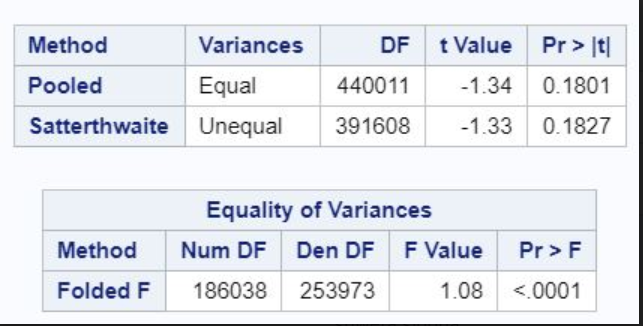 Method Variances DF t Value Pr > |t|
Pooled Equal 440011 -1.34 0.1801
Satterthwaite Unequal 391608 -1.33 0.1827
Equality of Variances
Method Num DF Den DF F Value Pr > F
Folded F 186038 253973 1.08 <.0001